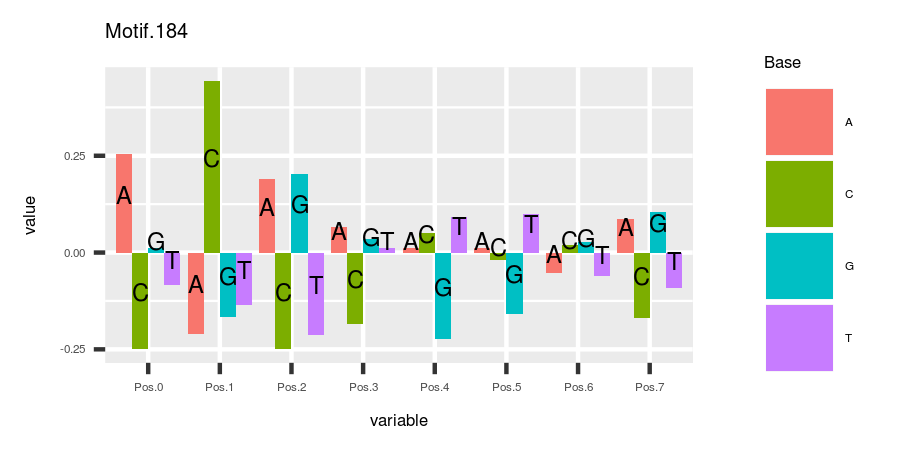 Motif.184
value
0.25
0.00
-0.25
A C G T
A C G T
A C G T
A C G T
A C G T
A C G T
A C G T
A C G T
Pos.0 Pos.1 Pos.2 Pos.3 Pos.4 Pos.5 Pos.6 Pos.7
variable
Base
A
C
G
T